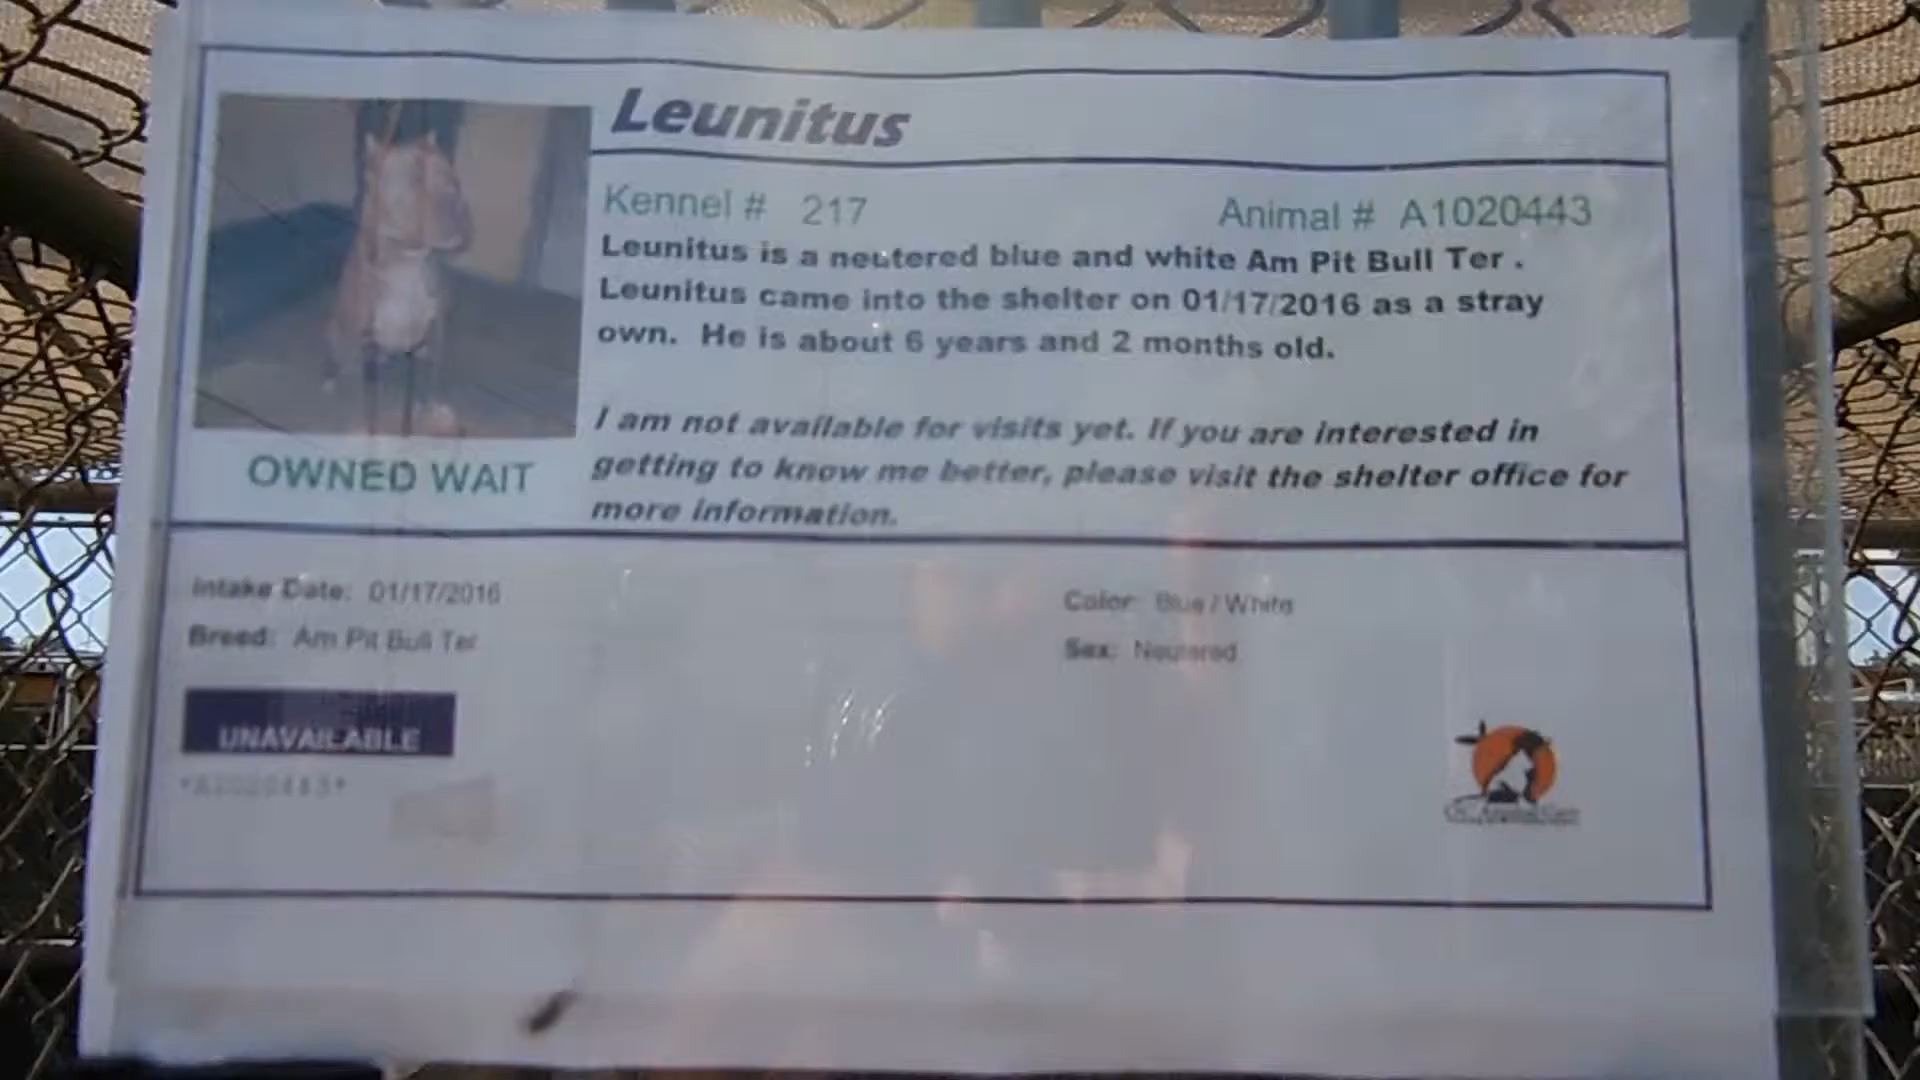 Leunitus
Kennel # 217 Animal # A1020443
Leunitus is a neutered blue and white Am Pit Bull Ter .
Leunitus came into the shelter on 01/17/2016 as a stray
own. He is about 6 years and 2 months old.
I am not available for visits yet. If you are interested in
getting to know me better, please visit the shelter office for
more information.
OWNED WAIT
Intake Date: 01/17/2016 Color: Blue / White
Breed: Am Pit Bull Ter Sex: Neutered
UNAVAILABLE
*A1020443*
OC Animal Care